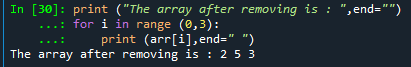 In [30]: print ("The array after removing is : ",end="")
    ...: for i in range (0,3):
    ...:     print (arr[i],end=" ")
The array after removing is : 2 5 3